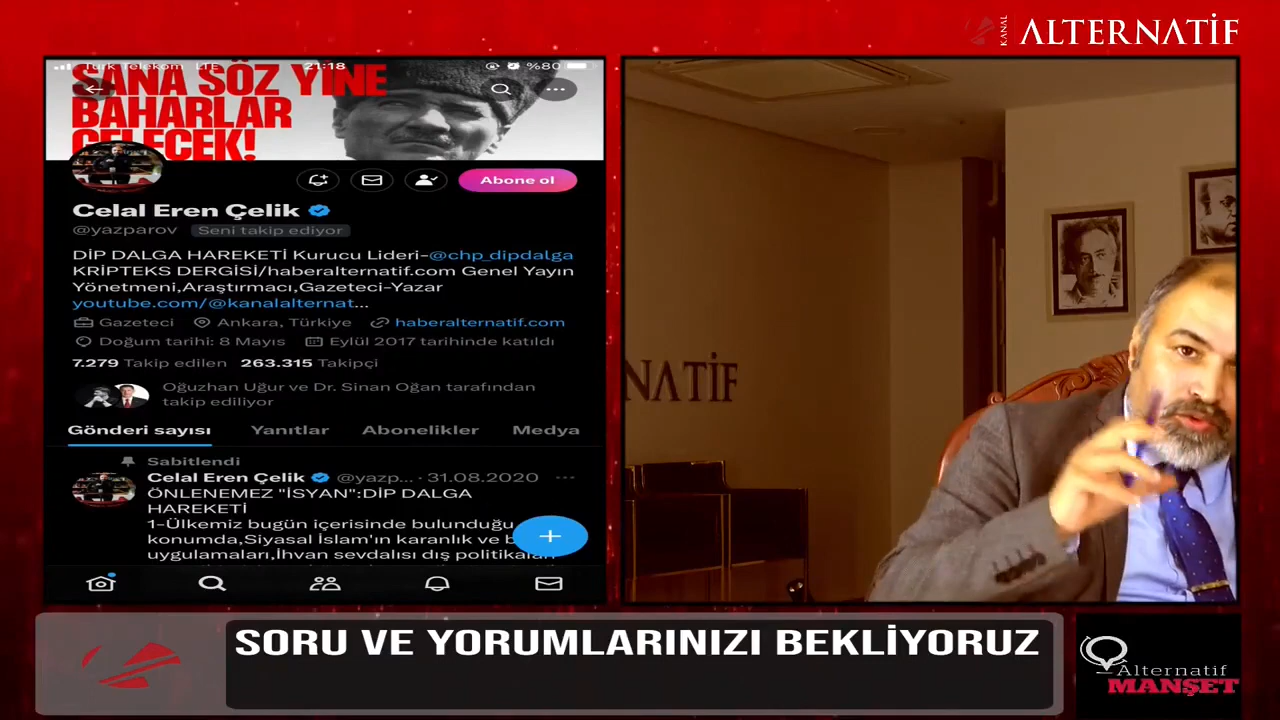 KANAL
ALTERNATİF
Türk Telekom LTE
21:18
%80
SANA SÖZ YİNE
BAHARLAR
GELECEK!
Abone ol
Celal Eren Çelik
@yazparov Seni takip ediyor
DİP DALGA HAREKETİ Kurucu Lideri-@chp_dipdalga
KRİPTEKS DERGİSİ/haberalternatif.com Genel Yayın
Yönetmeni,Araştırmacı,Gazeteci-Yazar
youtube.com/@kanalalternat...
Gazeteci Ankara, Türkiye haberalternatif.com
Doğum tarihi: 8 Mayıs Eylül 2017 tarihinde katıldı
7.279 Takip edilen 263.315 Takipçi
Oğuzhan Uğur ve Dr. Sinan Oğan tarafından
takip ediliyor
Gönderi sayısı Yanıtlar Abonelikler Medya
Sabitlendi
Celal Eren Çelik @yazp... · 31.08.2020
ÖNLENEMEZ "İSYAN":DİP DALGA
HAREKETİ
1-Ülkemiz bugün içerisinde bulunduğu
konumda,Siyasal İslam'ın karanlık ve
uygulamaları,İhvan sevdalısı dış politikaları
NATİF
SORU VE YORUMLARINIZI BEKLİYORUZ
Alternatif
MANŞET